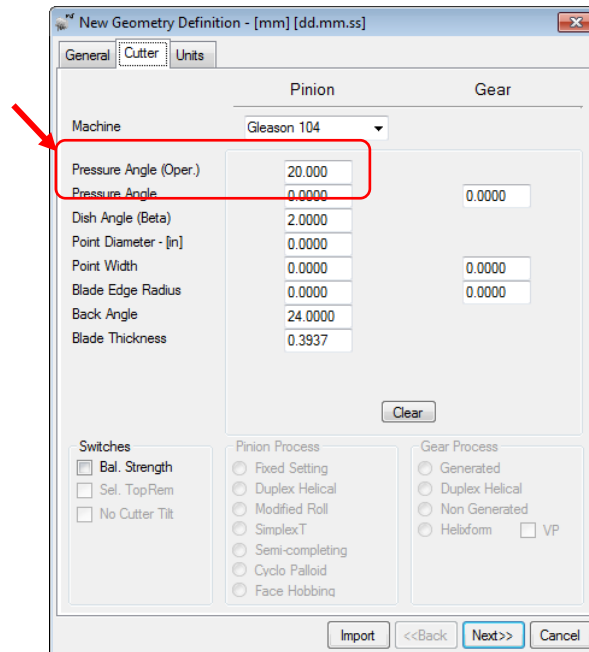 New Geometry Definition - [mm] [dd.mm.ss]
General Cutter Units
Pinion Gear
Machine Gleason 104
Pressure Angle (Oper.) 20.000
Pressure Angle 0.0000 0.0000
Dish Angle (Beta) 2.0000
Point Diameter - [in] 0.0000
Point Width 0.0000 0.0000
Blade Edge Radius 0.0000 0.0000
Back Angle 24.0000
Blade Thickness 0.3937
Clear
Switches Pinion Process Gear Process
Bal. Strength Fixed Setting Generated
Sel. TopRem Duplex Helical Duplex Helical
No Cutter Tilt Modified Roll Non Generated
SimplexT Helixform VP
Semi-completing
Cyclo Palloid
Face Hobbing
Import <<Back Next>> Cancel